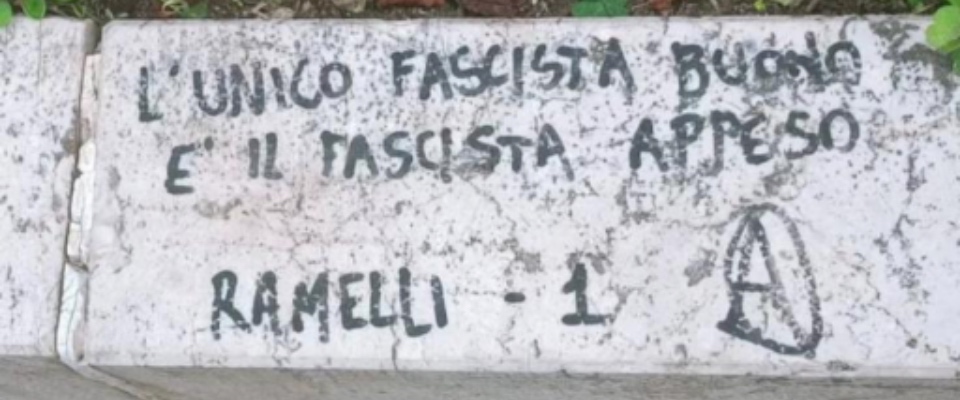 L'UNICO FASCISTA BUONO
E' IL FASCISTA APPESO
RAMELLI - 1 A